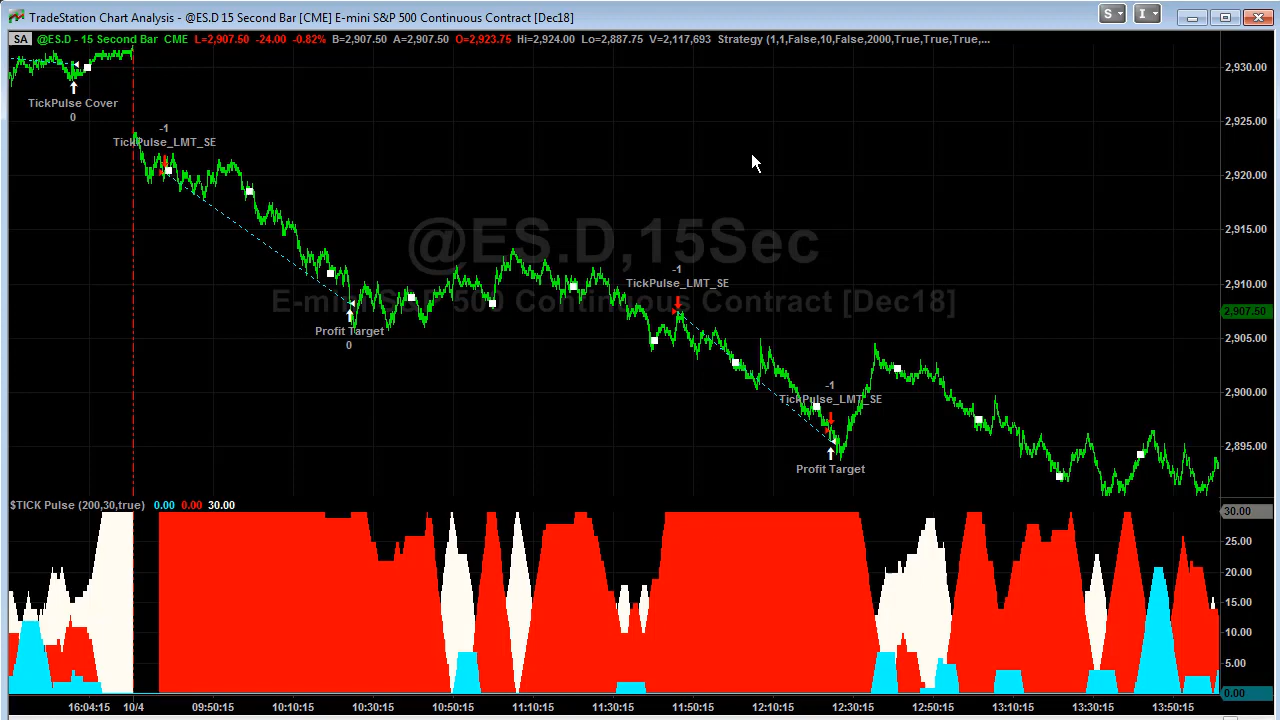 TradeStation Chart Analysis - @ES.D 15 Second Bar [CME] E-mini S&P 500 Continuous Contract [Dec18]
S
I
SA @ES.D - 15 Second Bar CME L=2,907.50 -24.00 -0.82% B=2,907.50 A=2,907.50 O=2,923.75 Hi=2,924.00 Lo=2,887.75 V=2,117,693 Strategy (1,1,False,10,False,2000,True,True,True,...
2,930.00
TickPulse Cover
0
2,925.00
-1
TickPulse_LMT_SE
2,920.00
2,915.00
@ES.D,15Sec
-1
TickPulse_LMT_SE
2,910.00
E-mini S&P 500 Continuous Contract [Dec18]
2,907.50
Profit Target
0
2,905.00
-1
TickPulse_LMT_SE
2,900.00
2,895.00
Profit Target
$TICK Pulse (200,30,true) 0.00 0.00 30.00
30.00
25.00
20.00
15.00
10.00
5.00
0.00
16:04:15 10/4 09:50:15 10:10:15 10:30:15 10:50:15 11:10:15 11:30:15 11:50:15 12:10:15 12:30:15 12:50:15 13:10:15 13:30:15 13:50:15